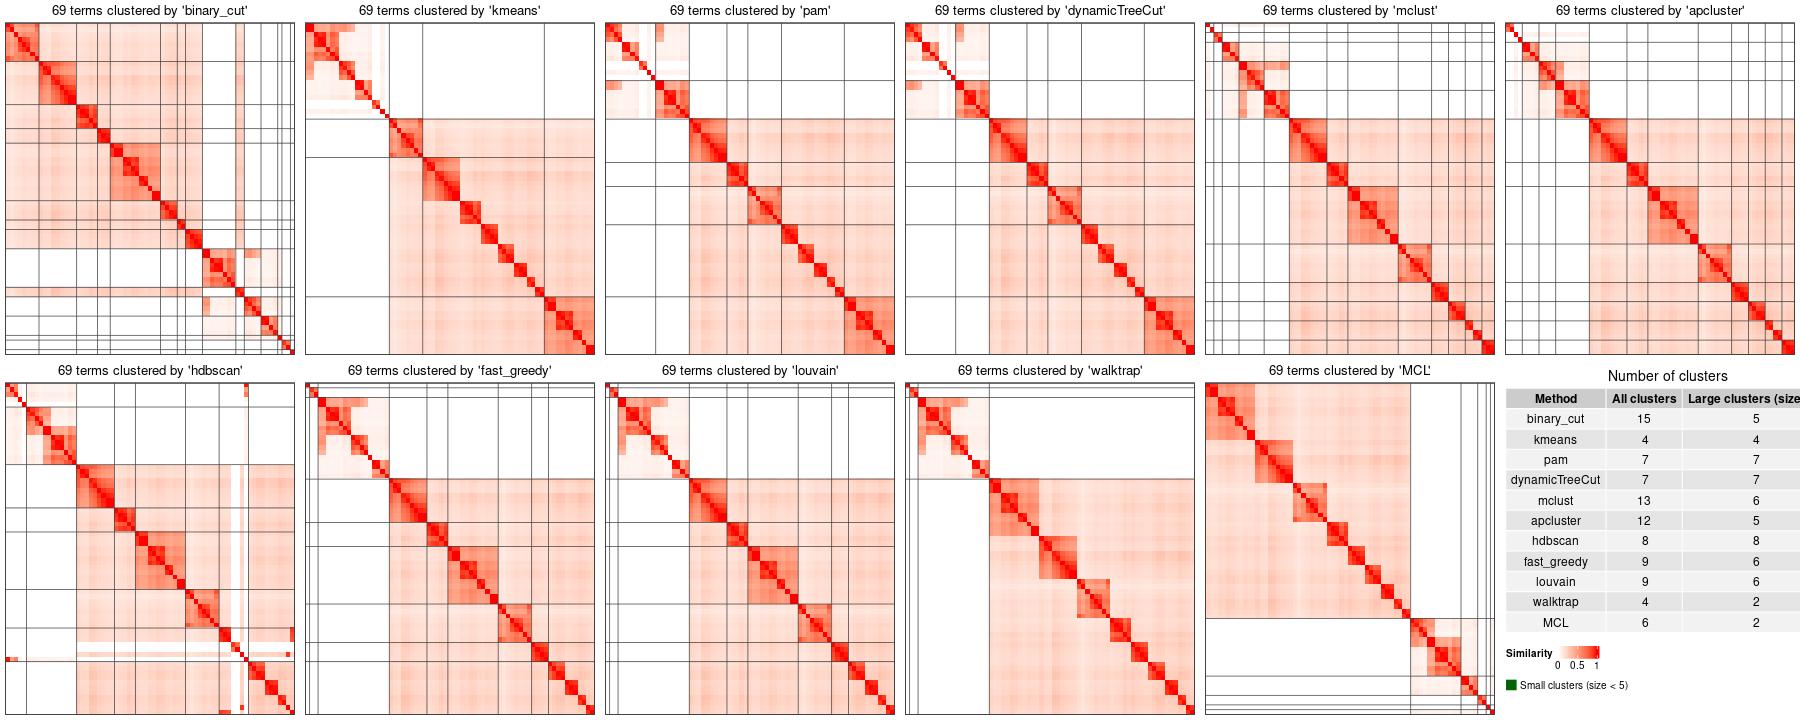 69 terms clustered by 'binary_cut'
69 terms clustered by 'kmeans'
69 terms clustered by 'pam'
69 terms clustered by 'dynamicTreeCut'
69 terms clustered by 'mclust'
69 terms clustered by 'apcluster'
69 terms clustered by 'hdbscan'
69 terms clustered by 'fast_greedy'
69 terms clustered by 'louvain'
69 terms clustered by 'walktrap'
69 terms clustered by 'MCL'
Number of clusters
Method All clusters Large clusters (size
binary_cut 15 5
kmeans 4 4
pam 7 7
dynamicTreeCut 7 7
mclust 13 6
apcluster 12 5
hdbscan 8 8
fast_greedy 9 6
louvain 9 6
walktrap 4 2
MCL 6 2
Similarity
0 0.5 1
Small clusters (size < 5)